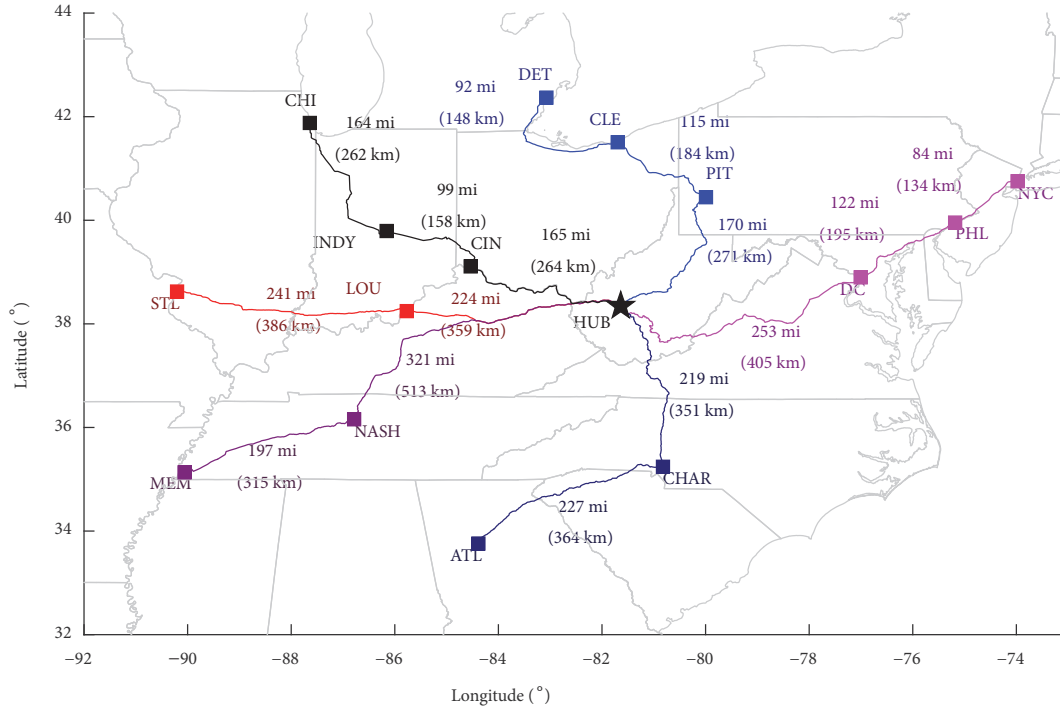 44
42
40
38
36
34
32
Latitude (°)
−92
−90
−88
−86
−84
−82
−80
−78
−76
−74
Longitude (°)
DET
92 mi
(148 km)
CLE
115 mi
(184 km)
PIT
170 mi
(271 km)
CHI
164 mi
(262 km)
INDY
99 mi
(158 km)
CIN
165 mi
(264 km)
84 mi
(134 km)
NYC
122 mi
(195 km)
PHL
DC
253 mi
(405 km)
STL
241 mi
(386 km)
LOU
224 mi
(359 km)
HUB
321 mi
(513 km)
NASH
197 mi
(315 km)
MEM
219 mi
(351 km)
CHAR
227 mi
(364 km)
ATL